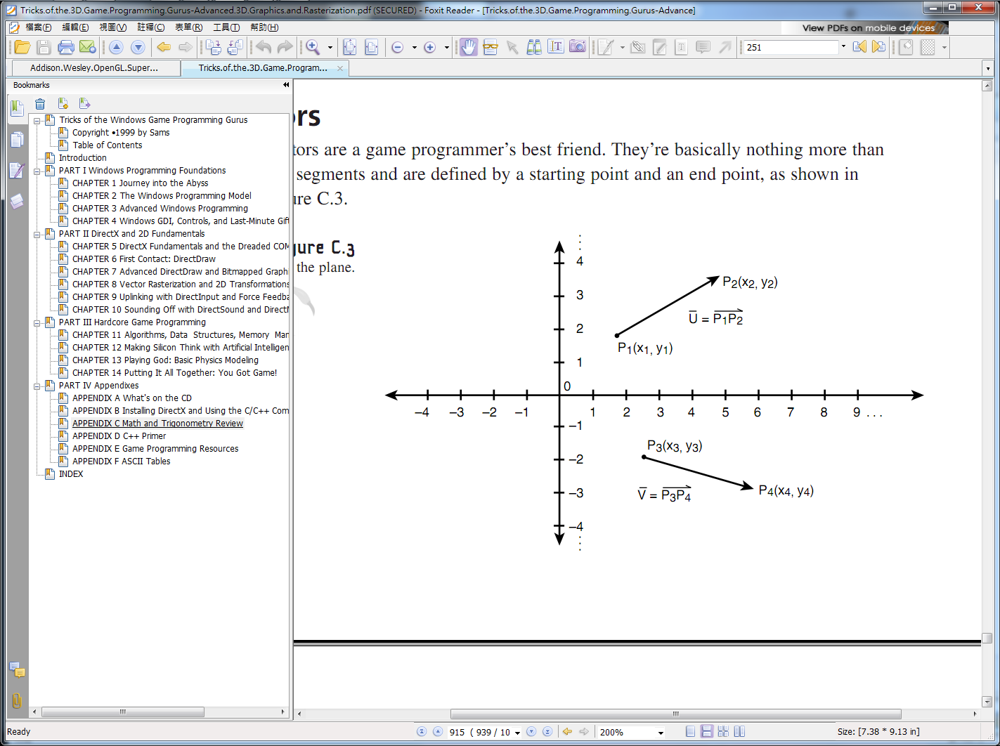 Tricks.of.the.3D.Game.Programming.Gurus-Advanced.3D.Graphics.and.Rasterization.pdf (SECURED) - Foxit Reader - [Tricks.of.the.3D.Game.Programming.Gurus-Advance]
檔案(F) 編輯(E) 視圖(V) 註釋(C) 表單(R) 工具(T) 幫助(H)
View PDFs on mobile devices
251
Addison.Wesley.OpenGL.Super... Tricks.of.the.3D.Game.Program...
Bookmarks
Tricks of the Windows Game Programming Gurus
Copyright •1999 by Sams
Table of Contents
Introduction
PART I Windows Programming Foundations
CHAPTER 1 Journey into the Abyss
CHAPTER 2 The Windows Programming Model
CHAPTER 3 Advanced Windows Programming
CHAPTER 4 Windows GDI, Controls, and Last-Minute Gif
PART II DirectX and 2D Fundamentals
CHAPTER 5 DirectX Fundamentals and the Dreaded COM
CHAPTER 6 First Contact: DirectDraw
CHAPTER 7 Advanced DirectDraw and Bitmapped Graph
CHAPTER 8 Vector Rasterization and 2D Transformations
CHAPTER 9 Uplinking with DirectInput and Force Feedba
CHAPTER 10 Sounding Off with DirectSound and Direct
PART III Hardcore Game Programming
CHAPTER 11 Algorithms, Data Structures, Memory Man
CHAPTER 12 Making Silicon Think with Artificial Intelligen
CHAPTER 13 Playing God: Basic Physics Modeling
CHAPTER 14 Putting It All Together: You Got Game!
PART IV Appendixes
APPENDIX A What's on the CD
APPENDIX B Installing DirectX and Using the C/C++ Com
APPENDIX C Math and Trigonometry Review
APPENDIX D C++ Primer
APPENDIX E Game Programming Resources
APPENDIX F ASCII Tables
INDEX
ors
tors are a game programmer's best friend. They're basically nothing more than
segments and are defined by a starting point and an end point, as shown in
ure C.3.
gure C.3
the plane.
4
3
2
1
0
P2(x2, y2)
U = P1P2
P1(x1, y1)
–4 –3 –2 –1 1 2 3 4 5 6 7 8 9 ...
–1
–2
–3
–4
P3(x3, y3)
V = P3P4
P4(x4, y4)
Ready
915 ( 939 / 10
200%
Size: [7.38 * 9.13 in]